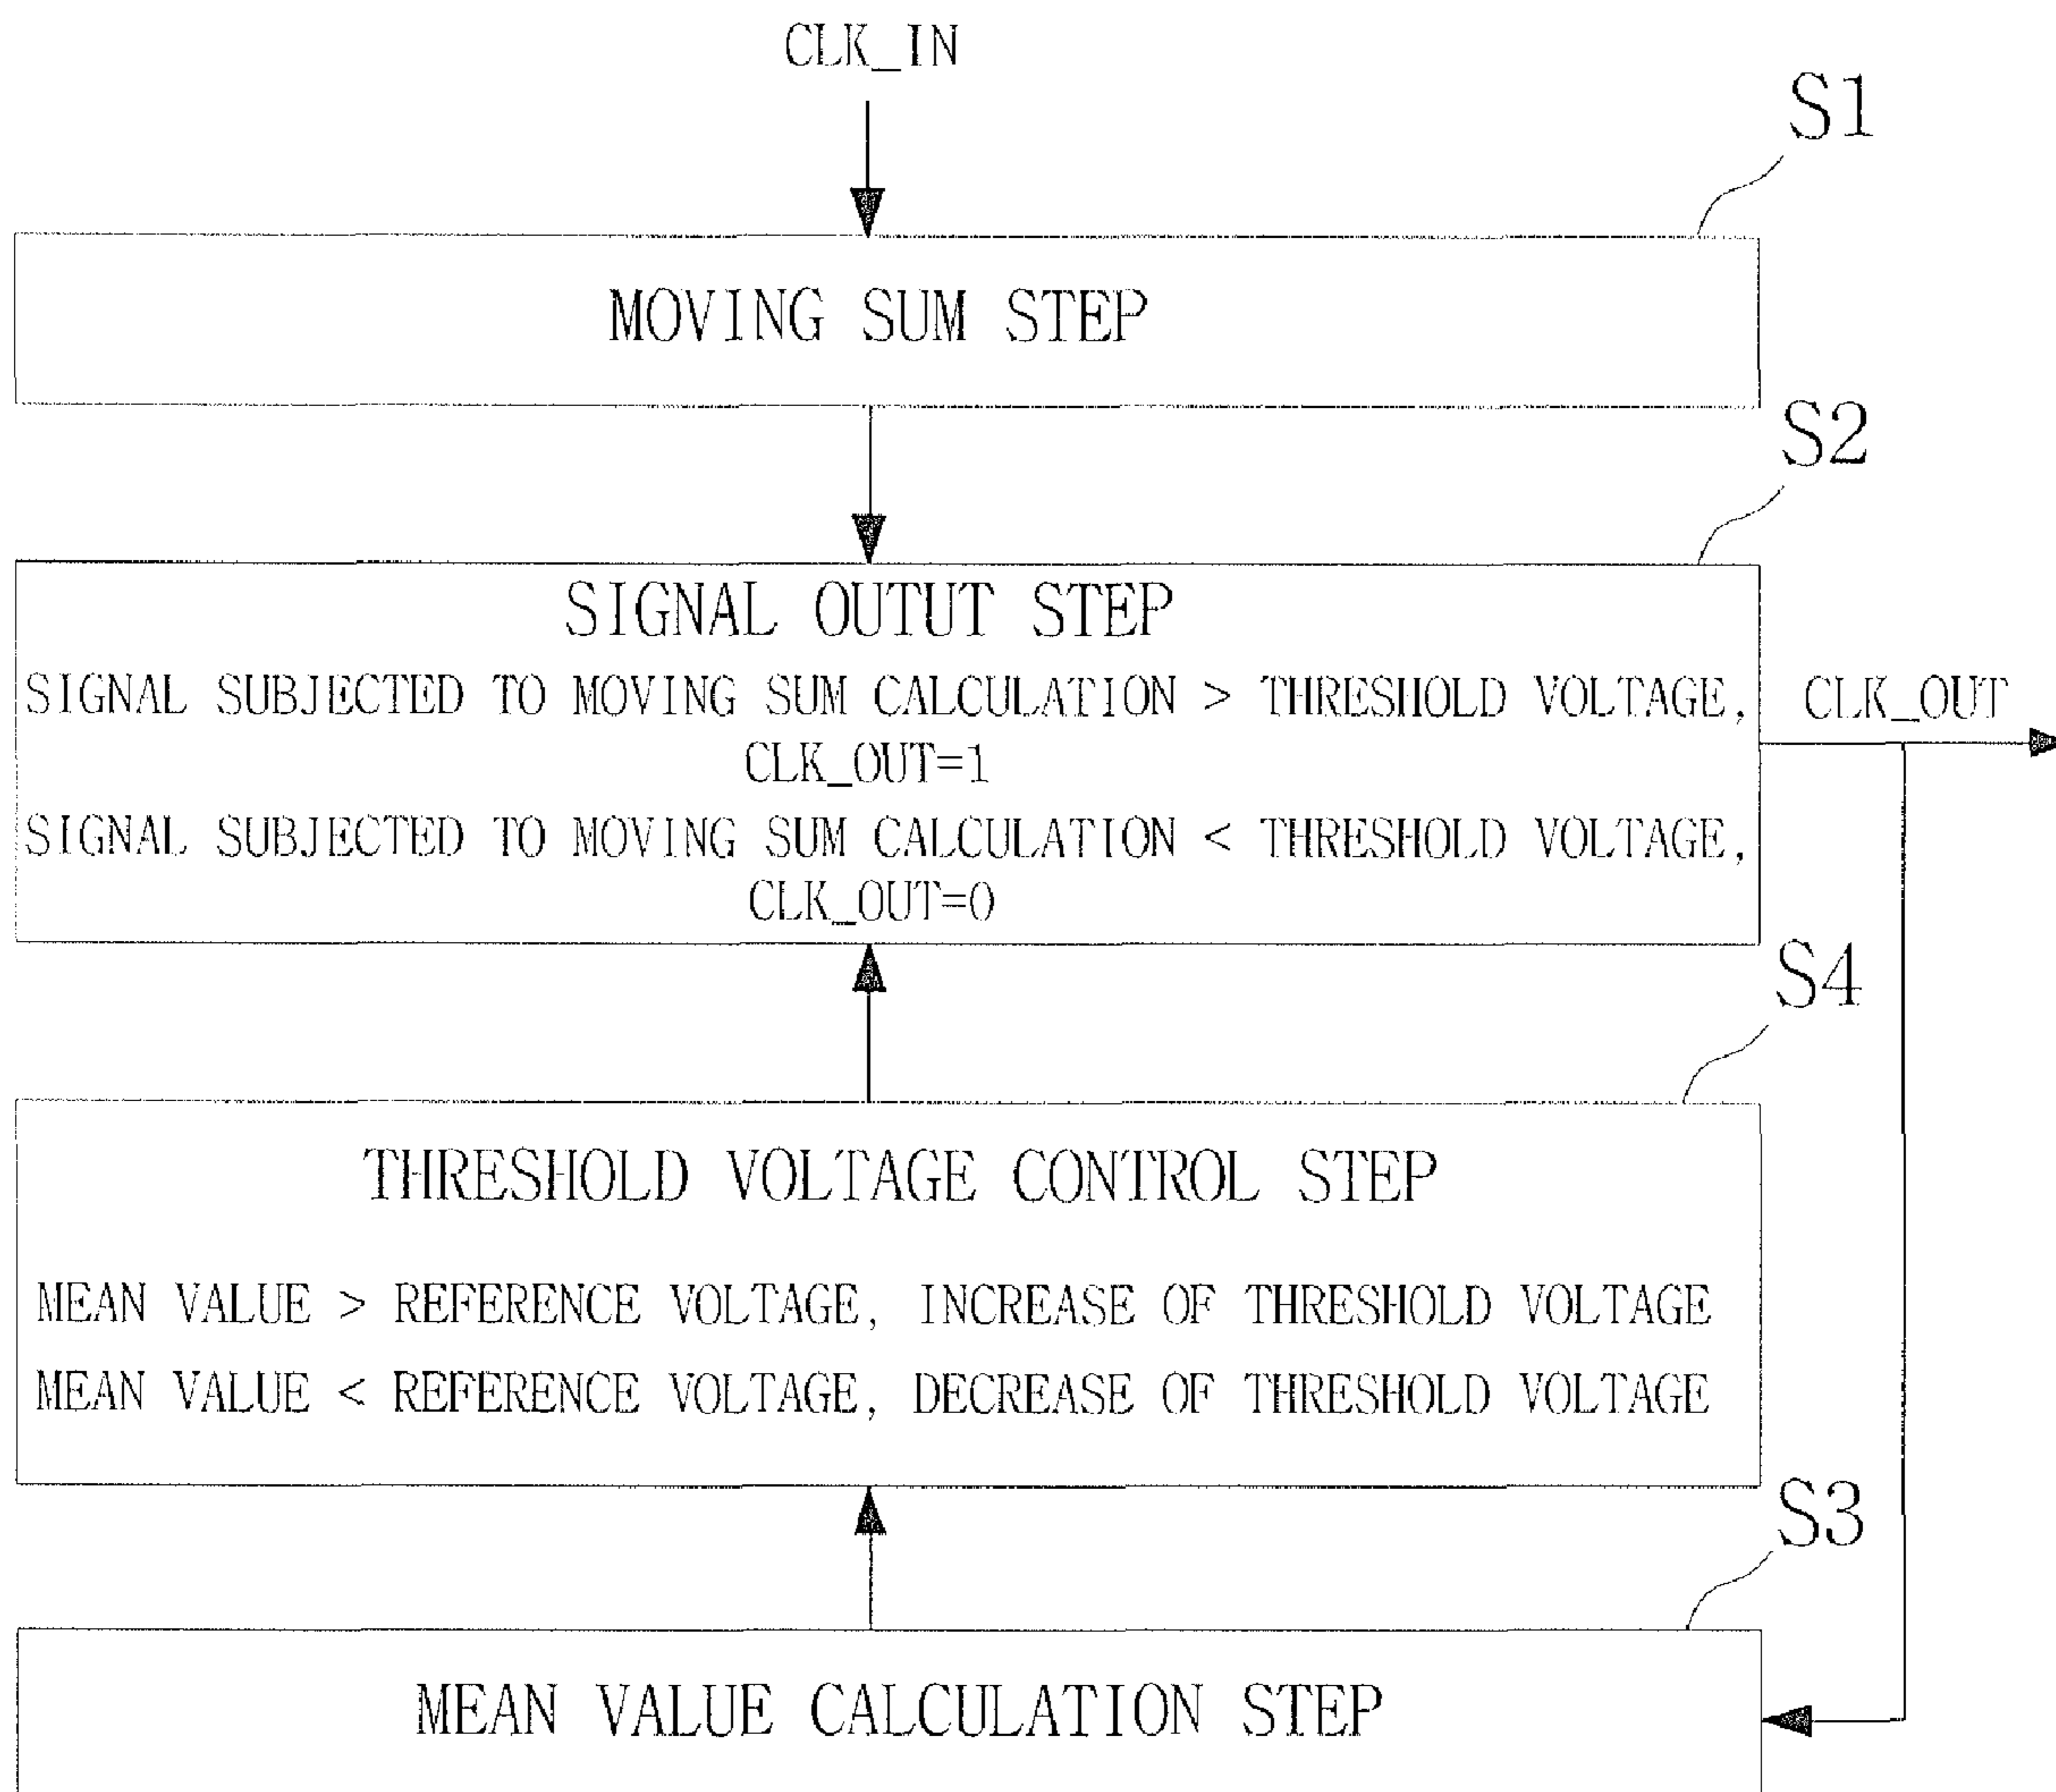 CLK_IN
S1
MOVING SUM STEP
S2
SIGNAL OUTUT STEP
SIGNAL SUBJECTED TO MOVING SUM CALCULATION > THRESHOLD VOLTAGE,
CLK_OUT=1
SIGNAL SUBJECTED TO MOVING SUM CALCULATION < THRESHOLD VOLTAGE,
CLK_OUT=0
CLK_OUT
S4
THRESHOLD VOLTAGE CONTROL STEP
MEAN VALUE > REFERENCE VOLTAGE, INCREASE OF THRESHOLD VOLTAGE
MEAN VALUE < REFERENCE VOLTAGE, DECREASE OF THRESHOLD VOLTAGE
S3
MEAN VALUE CALCULATION STEP